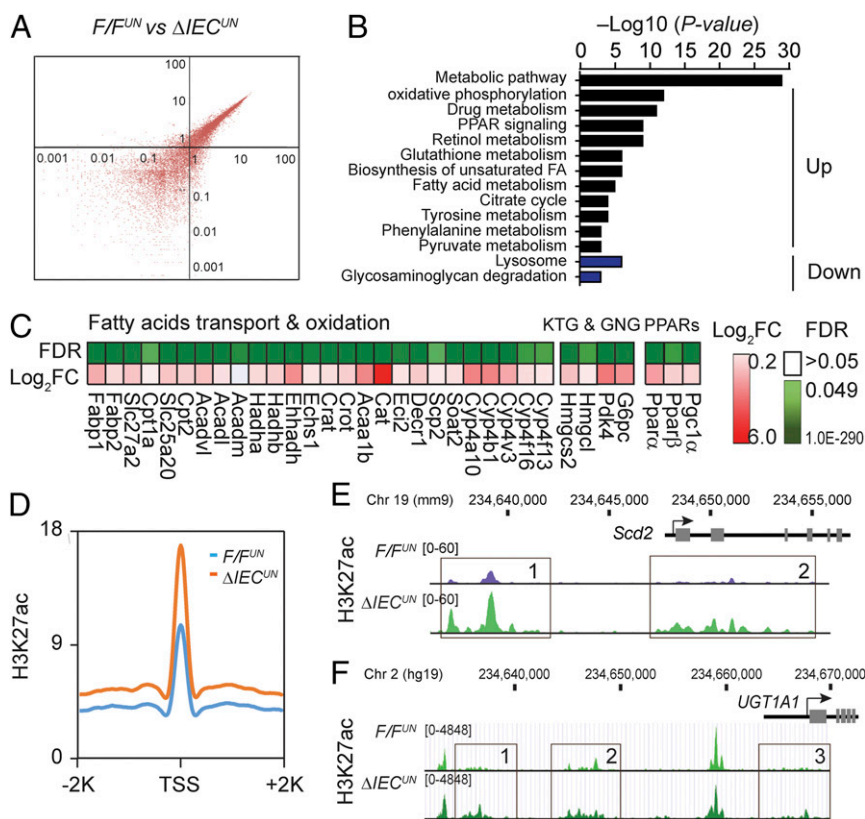 A
F/F^UN vs ΔIEC^UN
100
10
1
0.001 0.01 0.1 1 10 100
0.1
0.01
0.001
B
–Log10 (P-value)
0 5 10 15 20 25 30
Metabolic pathway
oxidative phosphorylation
Drug metabolism
PPAR signaling
Retinol metabolism
Glutathione metabolism
Biosynthesis of unsaturated FA
Fatty acid metabolism
Citrate cycle
Tyrosine metabolism
Phenylalanine metabolism
Pyruvate metabolism
Lysosome
Glycosaminoglycan degradation
Up
Down
C
Fatty acids transport & oxidation
KTG & GNG PPARs
FDR
Log₂FC
Fabp1
Fabp2
Slc27a2
Cpt1a
Slc25a20
Cpt2
Acadvl
Acadl
Acadm
Hadha
Hadhb
Ehhadh
Echs1
Crat
Crot
Acaa1b
Cat
Eci2
Decr1
Scp2
Soat2
Cyp4a10
Cyp4b1
Cyp4v3
Cyp4f16
Cyp4f13
Hmgcs2
Hmgcl
Pdk4
G6pc
Pparα
Pparβ
Pgc1α
Log₂FC
0.2
6.0
FDR
>0.05
0.049
1.0E-290
D
H3K27ac
18
9
0
-2K TSS +2K
F/F^UN
ΔIEC^UN
E
Chr 19 (mm9) 234,640,000 234,645,000 234,650,000 234,655,000
Scd2
H3K27ac
F/F^UN [0-60]
ΔIEC^UN [0-60]
1
2
F
Chr 2 (hg19) 234,640,000 234,650,000 234,660,000 234,670,000
UGT1A1
H3K27ac
F/F^UN [0-4848]
ΔIEC^UN [0-4848]
1
2
3